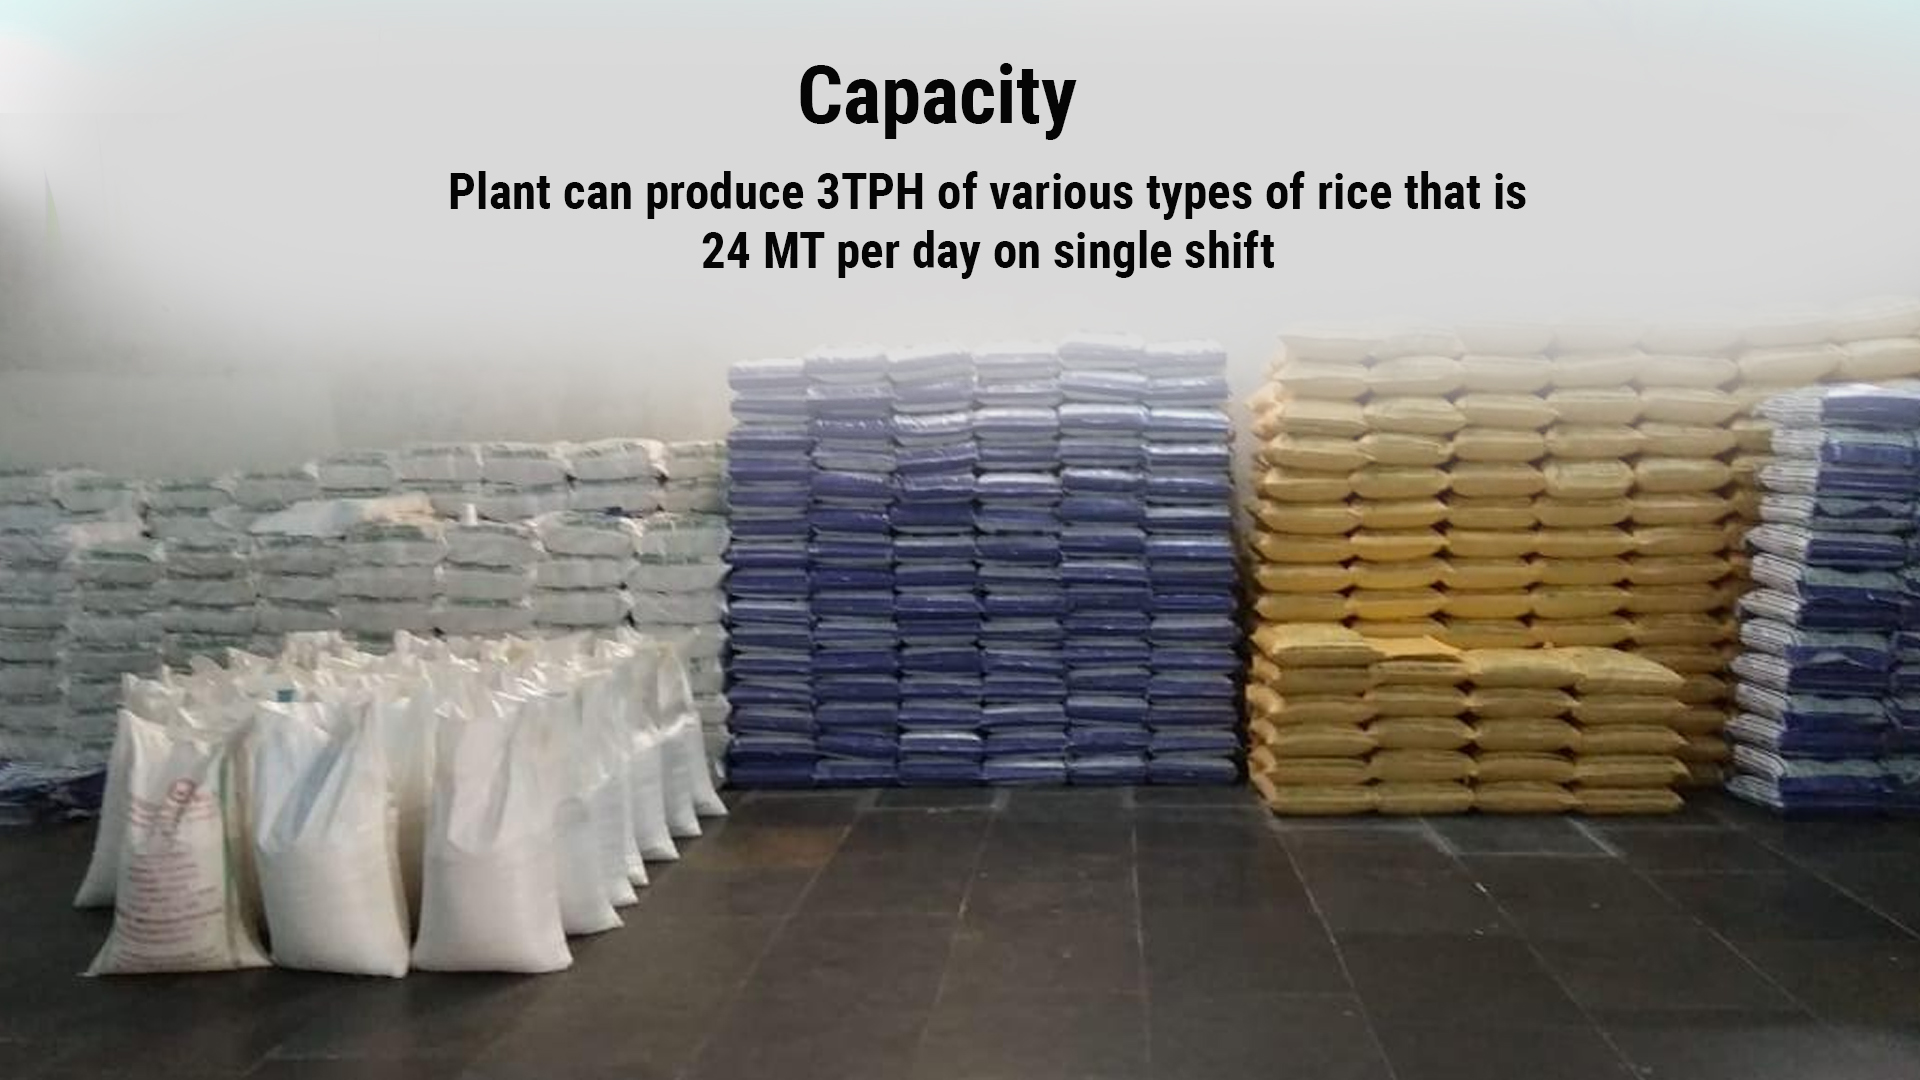 Capacity
Plant can produce 3TPH of various types of rice that is
24 MT per day on single shift